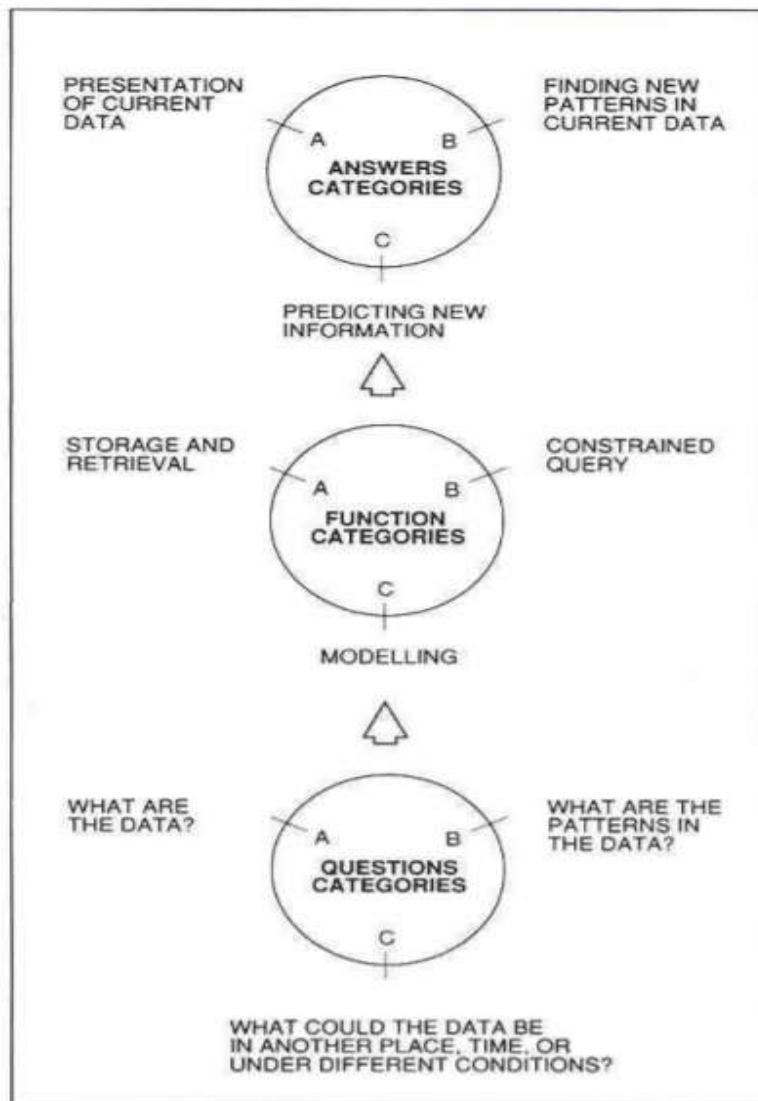 PRESENTATION
OF CURRENT
DATA
FINDING NEW
PATTERNS IN
CURRENT DATA
A
B
ANSWERS
CATEGORIES
C
PREDICTING NEW
INFORMATION
STORAGE AND
RETRIEVAL
CONSTRAINED
QUERY
A
B
FUNCTION
CATEGORIES
C
MODELLING
WHAT ARE
THE DATA?
WHAT ARE THE
PATTERNS IN
THE DATA?
A
B
QUESTIONS
CATEGORIES
C
WHAT COULD THE DATA BE
IN ANOTHER PLACE, TIME, OR
UNDER DIFFERENT CONDITIONS?